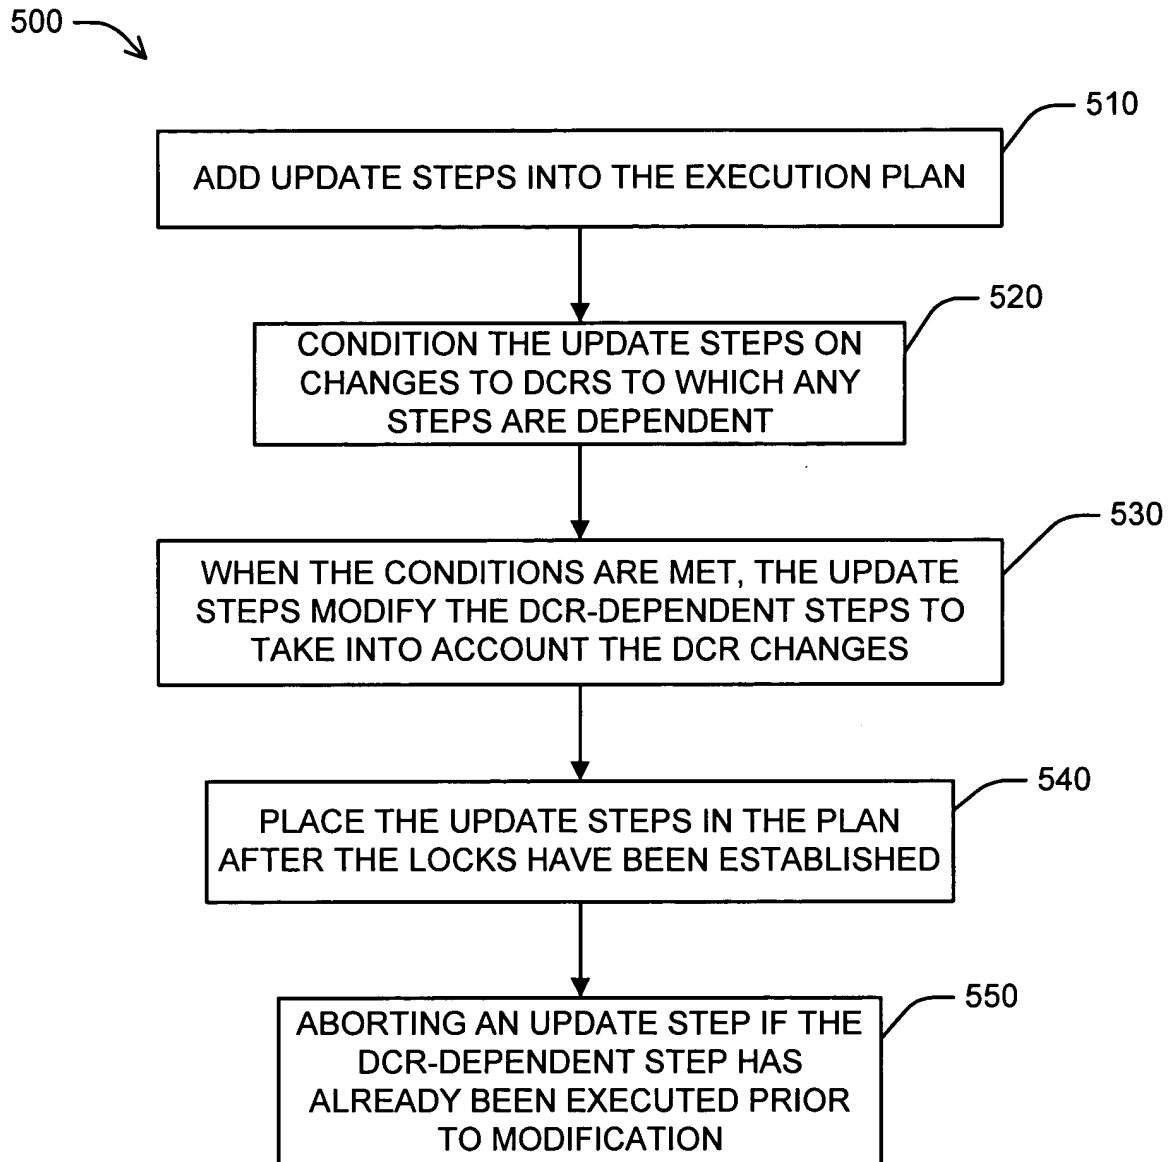 500
510
ADD UPDATE STEPS INTO THE EXECUTION PLAN
520
CONDITION THE UPDATE STEPS ON
CHANGES TO DCRS TO WHICH ANY
STEPS ARE DEPENDENT
530
WHEN THE CONDITIONS ARE MET, THE UPDATE
STEPS MODIFY THE DCR-DEPENDENT STEPS TO
TAKE INTO ACCOUNT THE DCR CHANGES
540
PLACE THE UPDATE STEPS IN THE PLAN
AFTER THE LOCKS HAVE BEEN ESTABLISHED
550
ABORTING AN UPDATE STEP IF THE
DCR-DEPENDENT STEP HAS
ALREADY BEEN EXECUTED PRIOR
TO MODIFICATION